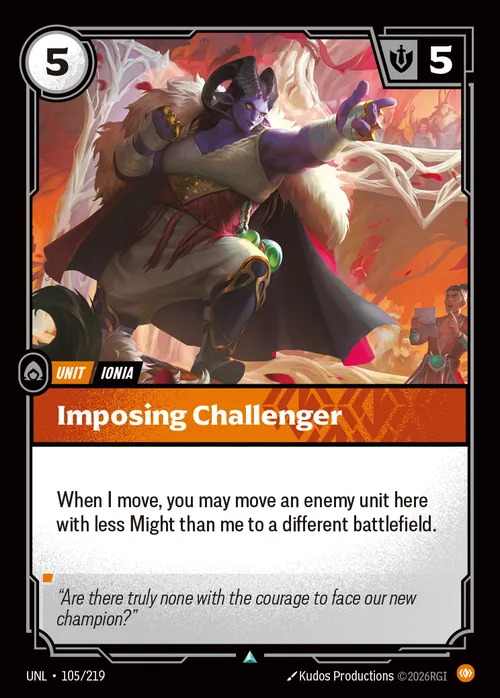 5
5
UNIT
IONIA
Imposing Challenger
When I move, you may move an enemy unit here
with less Might than me to a different battlefield.
“Are there truly none with the courage to face our new
champion?”
UNL • 105/219
Kudos Productions ©2026RGI